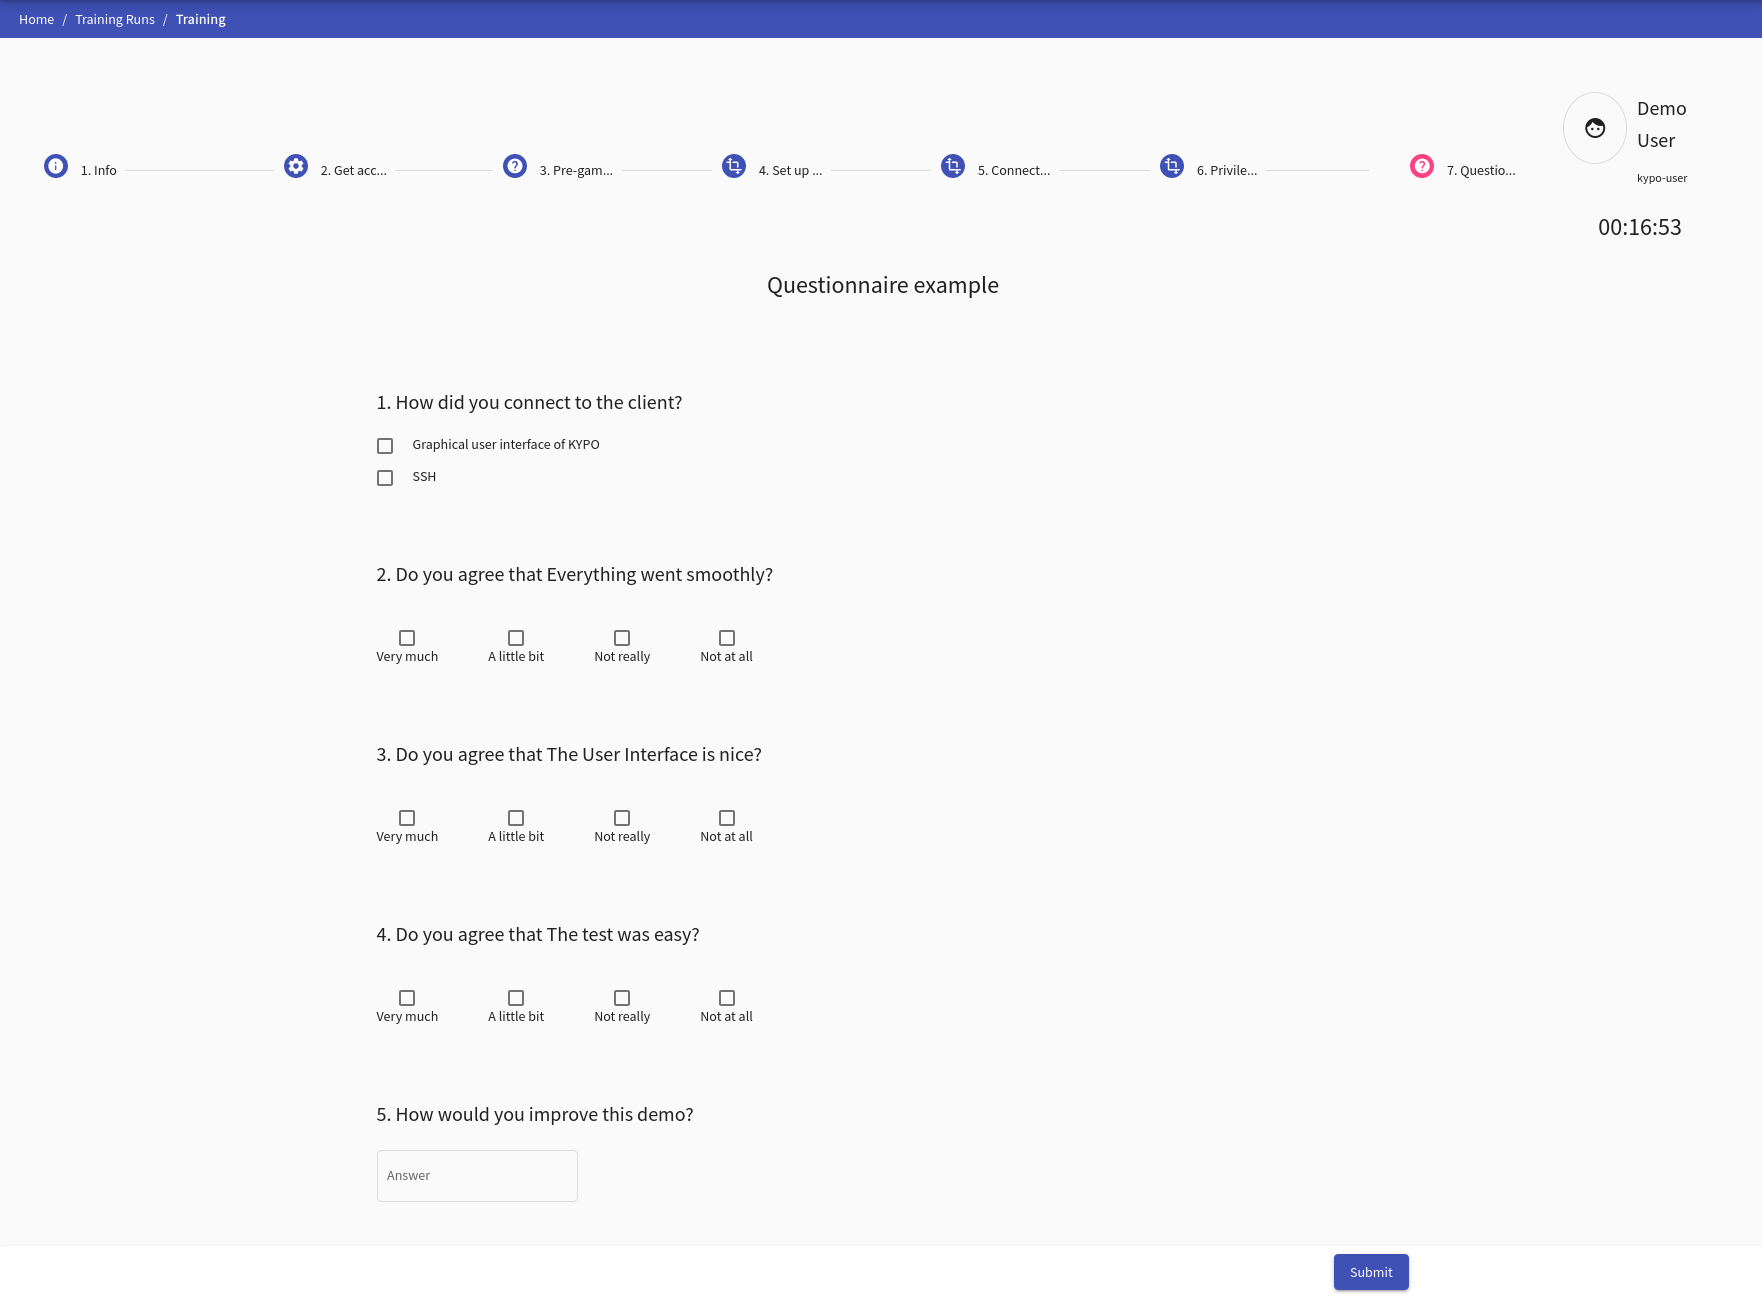 Home / Training Runs / Training
Demo
User
kypo-user
1. Info
2. Get acc...
3. Pre-gam...
4. Set up ...
5. Connect...
6. Privile...
7. Questio...
00:16:53
Questionnaire example
1. How did you connect to the client?
Graphical user interface of KYPO
SSH
2. Do you agree that Everything went smoothly?
Very much A little bit Not really Not at all
3. Do you agree that The User Interface is nice?
Very much A little bit Not really Not at all
4. Do you agree that The test was easy?
Very much A little bit Not really Not at all
5. How would you improve this demo?
Answer
Submit